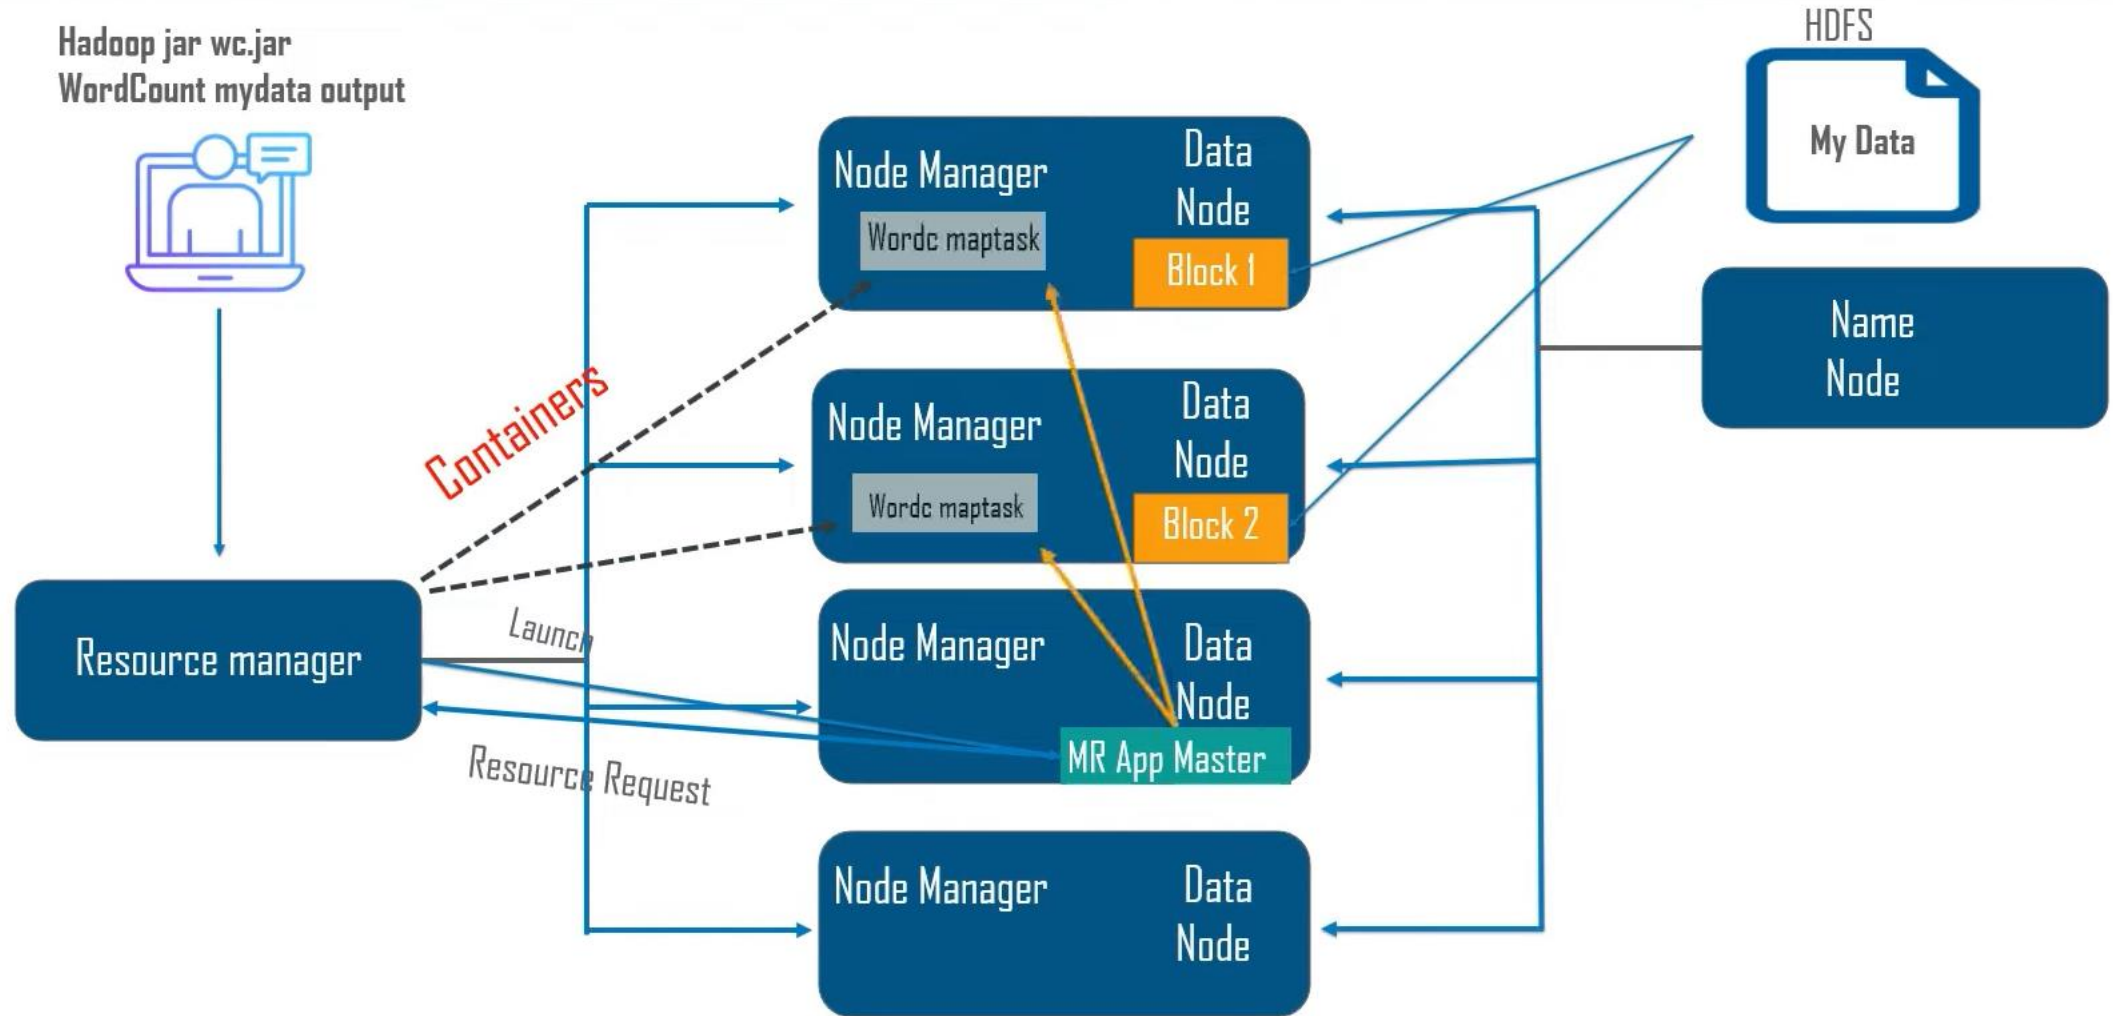 Hadoop jar wc.jar
WordCount mydata output
HDFS
My Data
Node Manager
Data
Node
Wordc maptask
Block 1
Name
Node
Containers
Node Manager
Data
Node
Wordc maptask
Block 2
Launch
Resource manager
Node Manager
Data
Node
MR App Master
Resource Request
Node Manager
Data
Node